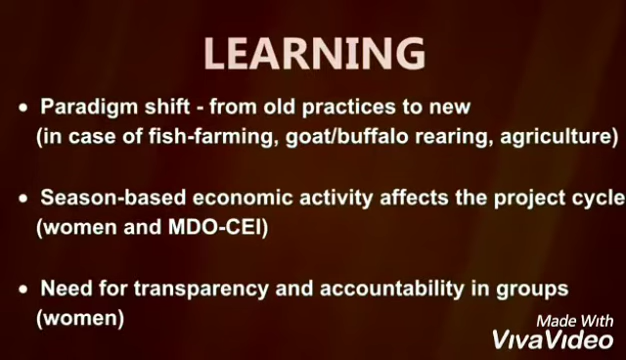 LEARNING
• Paradigm shift - from old practices to new
(in case of fish-farming, goat/buffalo rearing, agriculture)
• Season-based economic activity affects the project cycle
(women and MDO-CEI)
• Need for transparency and accountability in groups
(women)
Made With
VivaVideo